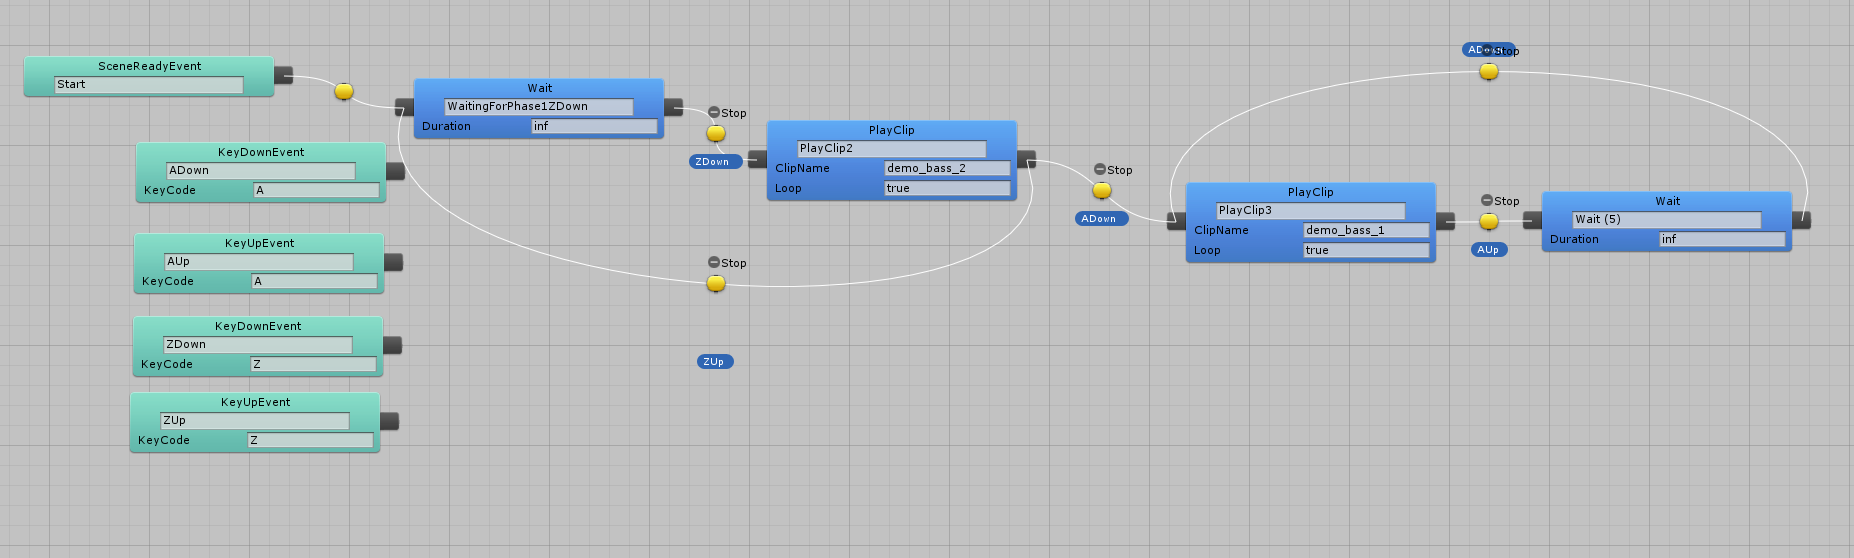 SceneReadyEvent
Start
Wait
WaitingForPhase1ZDown
Duration inf
Stop
ZDown
PlayClip
PlayClip2
ClipName demo_bass_2
Loop true
Stop
ADown
ADown
Stop
PlayClip
PlayClip3
ClipName demo_bass_1
Loop true
Stop
AUp
Wait
Wait (5)
Duration inf
KeyDownEvent
ADown
KeyCode A
KeyUpEvent
AUp
KeyCode A
Stop
KeyDownEvent
ZDown
KeyCode Z
ZUp
KeyUpEvent
ZUp
KeyCode Z